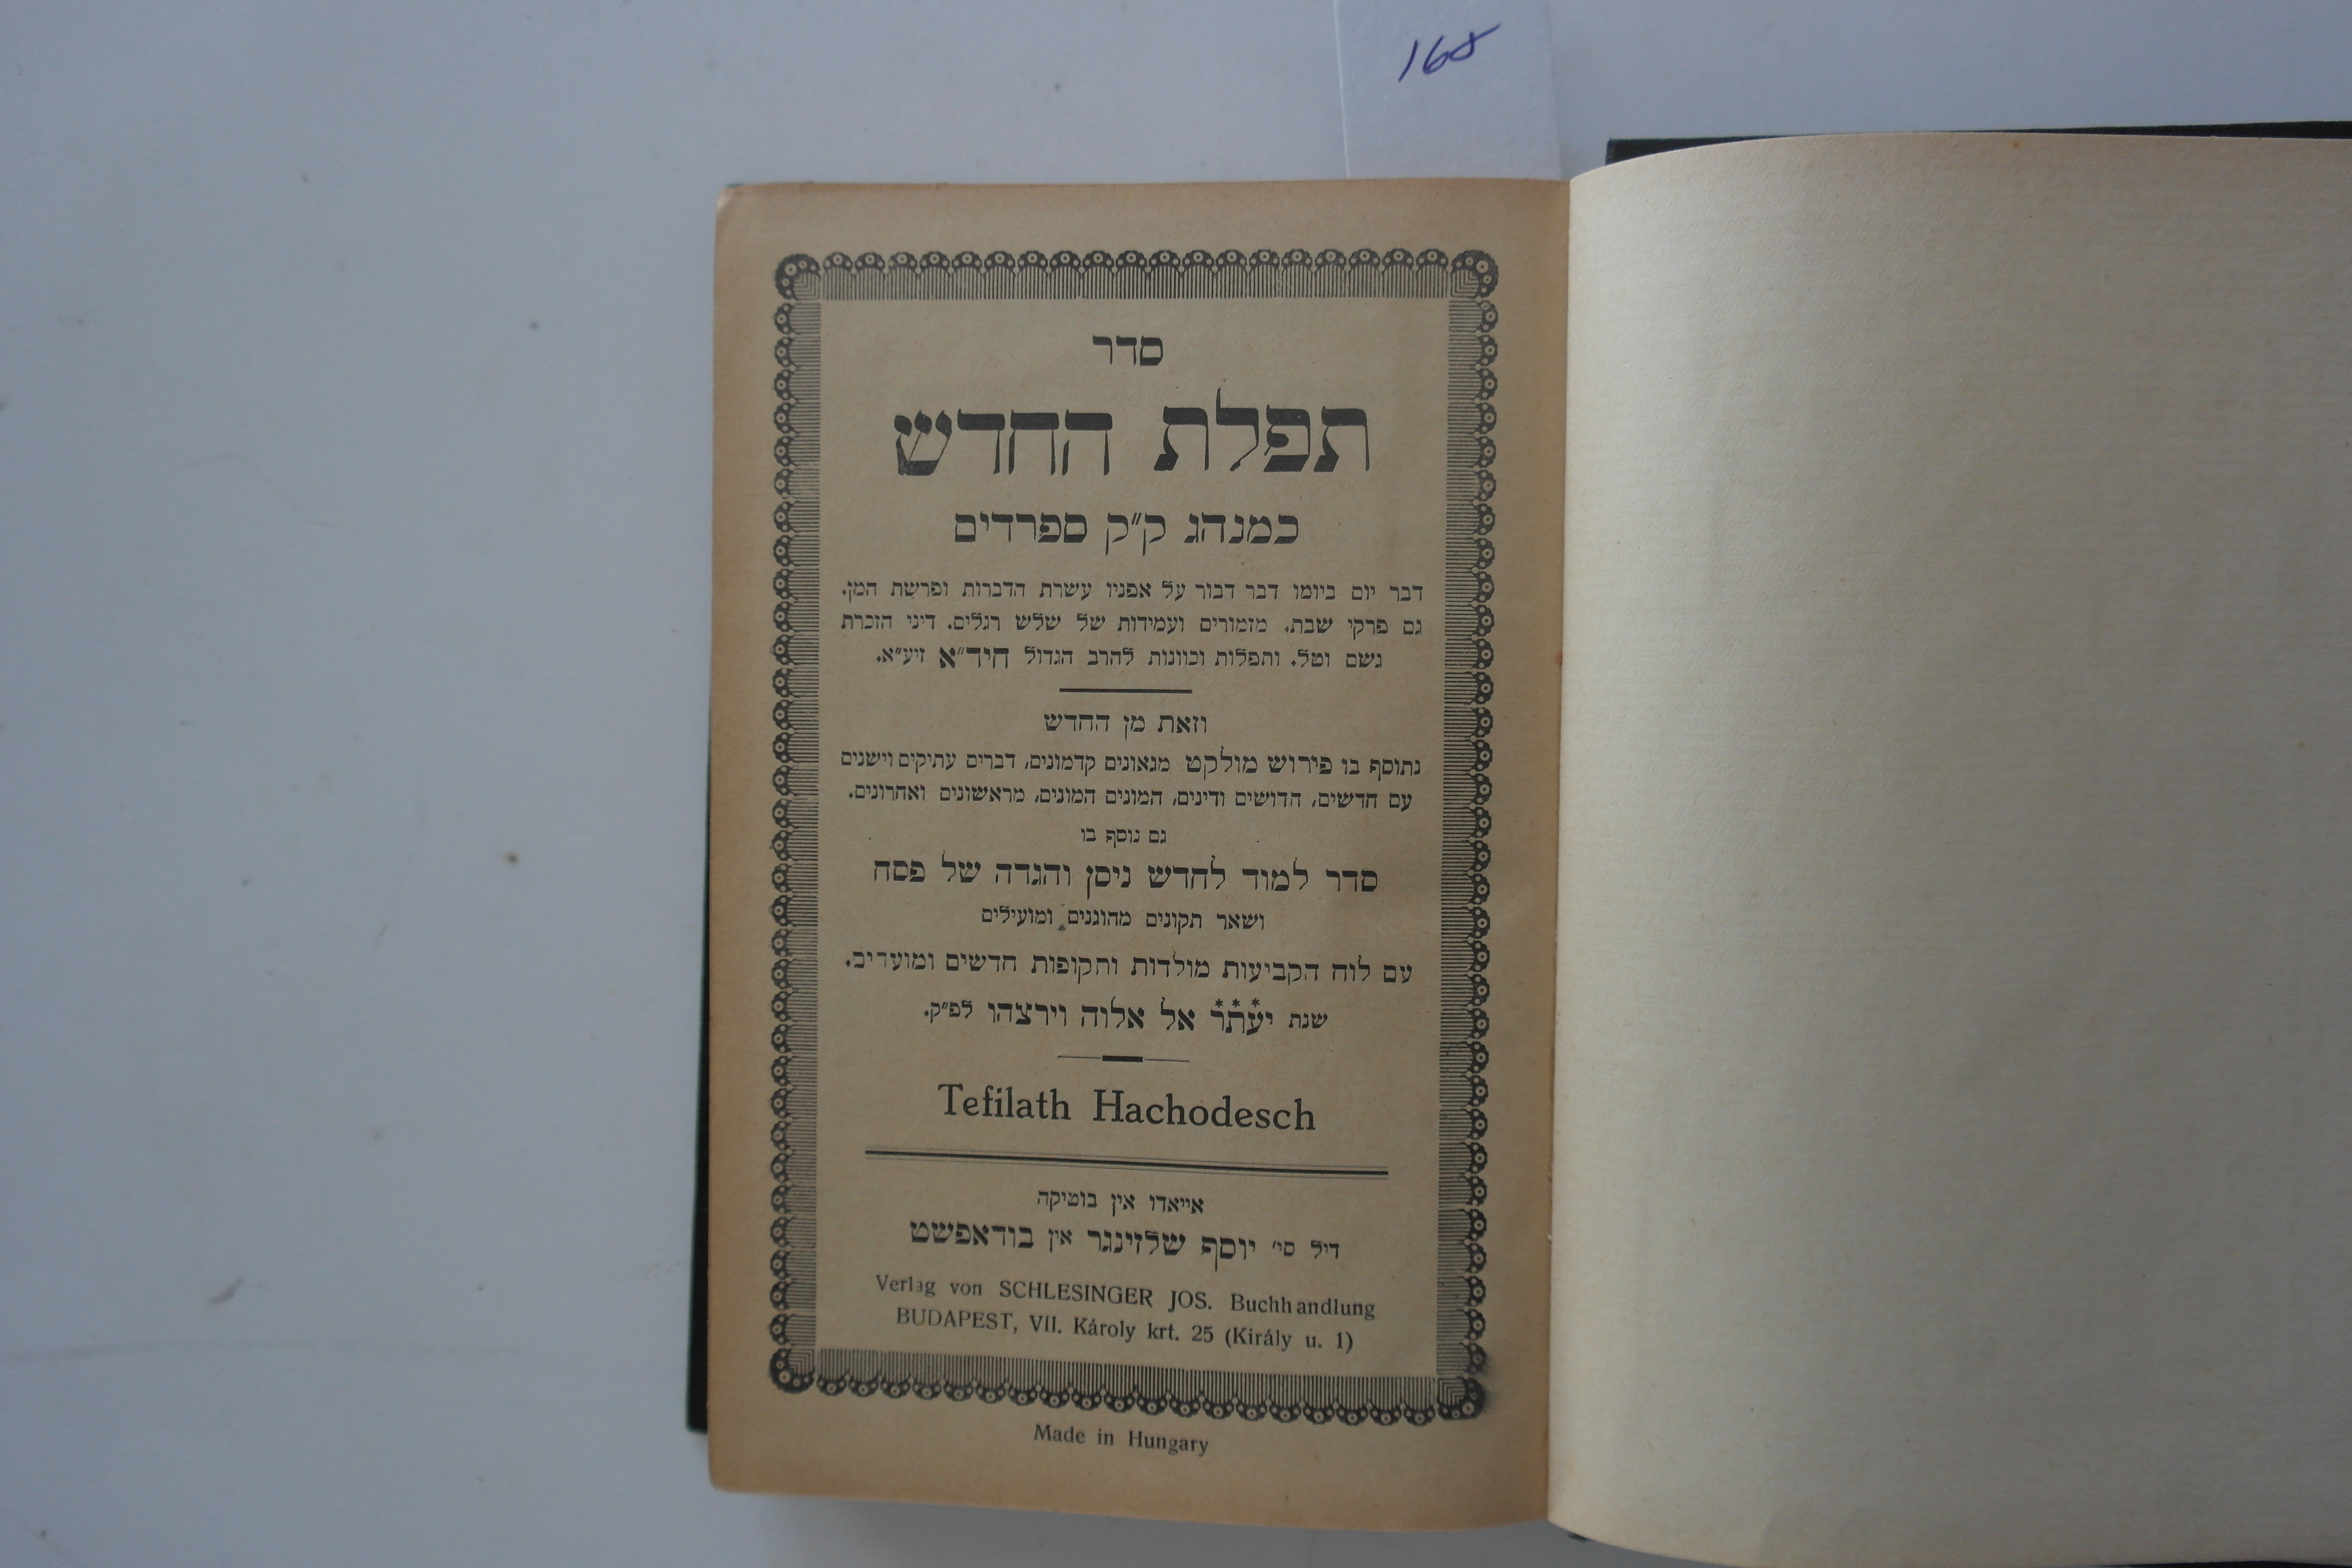 168
סדר
תפלת החדש
כמנהג ק״ק ספרדים
דבר יום ביומו דבר דבור על אפניו עשרת הדברות ופרשת המן.
גם פרקי שבת. מזמורים ועמידות של שלש רגלים. דיני הזכרת
גשם וטל. ותפלות וכוונות להרב הגדול חיד״א זיע״א.
וזאת מן החדש
נתוסף בו פירוש מולקט מגאונים קדמונים, דברים עתיקים וישנים
עם חדשים, הדושים ודינים, המונים המונים, מראשונים ואחרונים.
גם נוסף בו
סדר למוד לחדש ניסן והגדה של פסח
ושאר תקונים מהוגנים ומועילים
עם לוח הקביעות מולדות ותקופות חדשים ומועדים.
שנת יעתר אל אלוה וירצהו לפ״ק.
Tefilath Hachodesch
אייאדו אין בוטיקה
דיל סי׳ יוסף שלזינגר אין בודאפשט
Verlag von SCHLESINGER JOS. Buchhandlung
BUDAPEST, VII. Károly krt. 25 (Király u. 1)
Made in Hungary